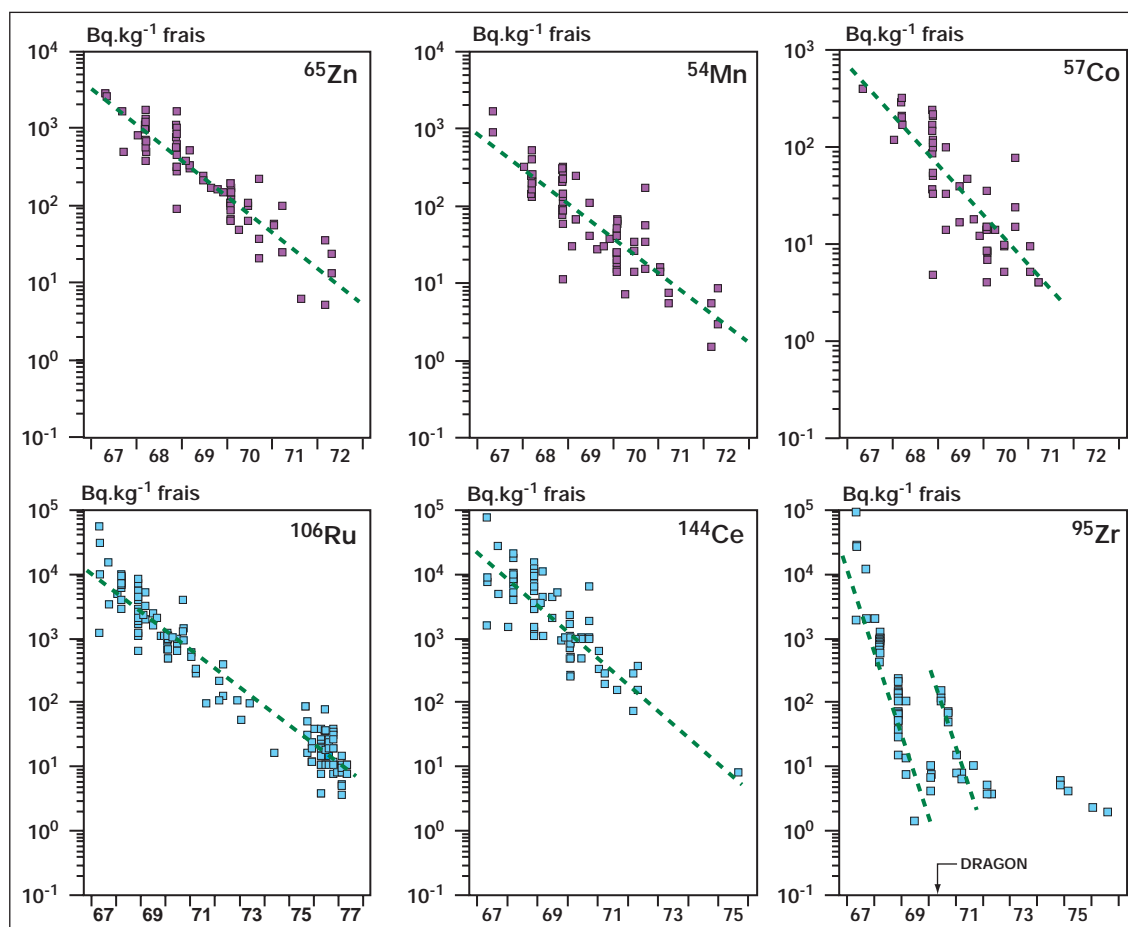 Bq.kg⁻¹ frais
10⁴
10³
10²
10¹
10⁰
10⁻¹
⁶⁵Zn
67 68 69 70 71 72
Bq.kg⁻¹ frais
10⁴
10³
10²
10¹
10⁰
10⁻¹
⁵⁴Mn
67 68 69 70 71 72
Bq.kg⁻¹ frais
10³
10²
10¹
10⁰
10⁻¹
⁵⁷Co
67 68 69 70 71 72
Bq.kg⁻¹ frais
10⁵
10⁴
10³
10²
10¹
10⁰
10⁻¹
¹⁰⁶Ru
67 69 71 73 75 77
Bq.kg⁻¹ frais
10⁵
10⁴
10³
10²
10¹
10⁰
10⁻¹
¹⁴⁴Ce
67 69 71 73 75
Bq.kg⁻¹ frais
10⁵
10⁴
10³
10²
10¹
10⁰
10⁻¹
⁹⁵Zr
DRAGON
67 69 71 73 75